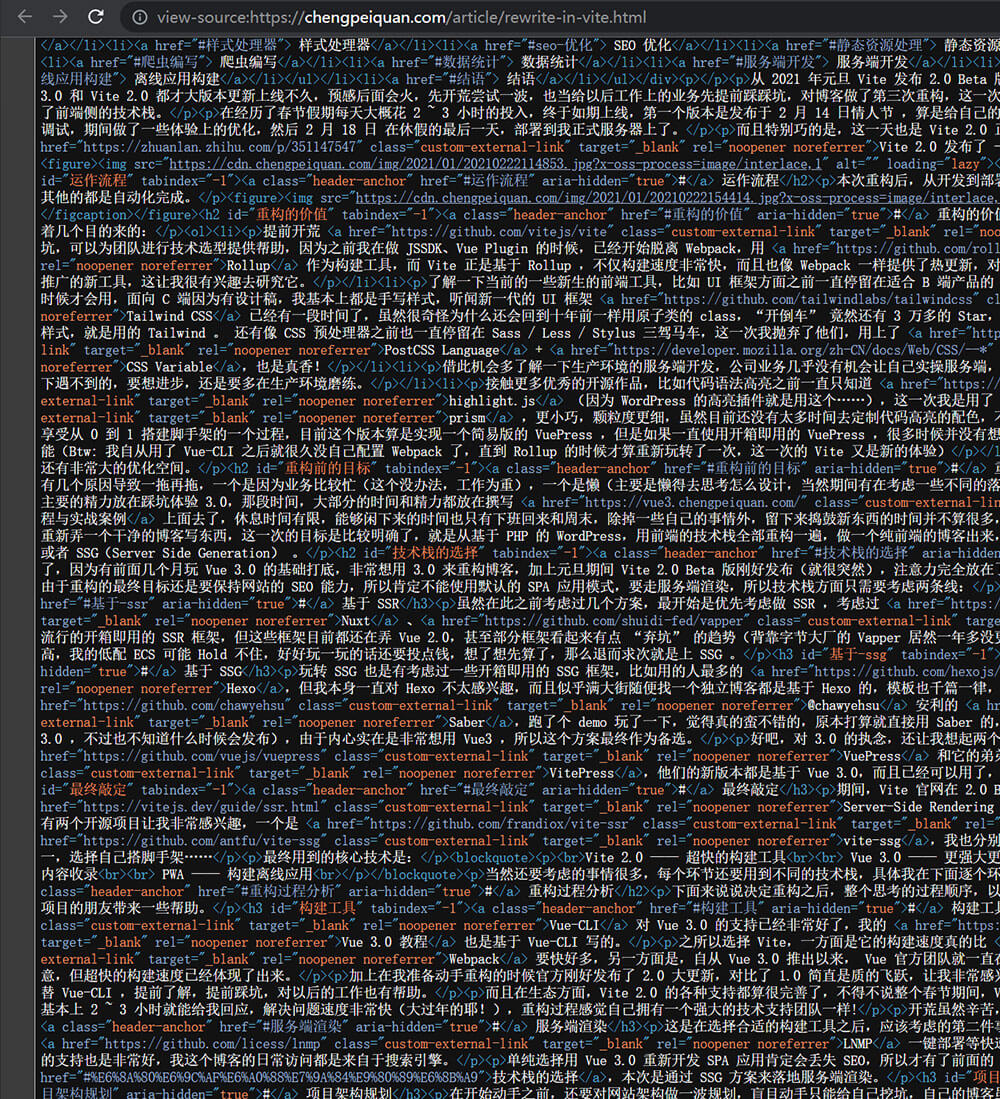 view-source:https://chengpeiquan.com/article/rewrite-in-vite.html
</a></li><li><a href="#样式处理器"> 样式处理器</a></li><li><a href="#seo-优化"> SEO 优化</a></li><li><a href="#静态资源处理"> 静态资源
<li><a href="#爬虫编写"> 爬虫编写</a></li><li><a href="#数据统计"> 数据统计</a></li><li><a href="#服务端开发"> 服务端开发</a></li><li
线应用构建"> 离线应用构建</a></li></ul></li><li><a href="#结语"> 结语</a></li></ul></div><p></p><p>从 2021 年元旦 Vite 发布 2.0 Beta 版
3.0 和 Vite 2.0 都才大版本更新上线不久，预感后面会火，先开荒尝试一波，也当给以后工作上的业务先提前踩踩坑，对博客做了第三次重构，这一次
了前端侧的技术栈。</p><p>在经历了春节假期每天大概花 2 ~ 3 小时的投入，终于如期上线，第一个版本是发布于 2 月 14 日情人节 ，算是给自己的
调试，期间做了一些体验上的优化，然后 2 月 18 日 在休假的最后一天，部署到我正式服务器上了。</p><p>而且特别巧的是，这一天也是 Vite 2.0
href="https://zhuanlan.zhihu.com/p/351147547" class="custom-external-link" target="_blank" rel="noopener noreferrer">Vite 2.0 发布了
<figure><img src="https://cdn.chengpeiquan.com/img/2021/01/20210222114853.jpg?x-oss-process=image/interlace,1" alt="" loading="lazy">
id="运作流程" tabindex="-1"><a class="header-anchor" href="#运作流程" aria-hidden="true">#</a> 运作流程</h2><p>本次重构后，从开发到部署
其他的都是自动化完成。</p><figure><img src="https://cdn.chengpeiquan.com/img/2021/01/20210222154414.jpg?x-oss-process=image/interlace,
</figcaption></figure><h2 id="重构的价值" tabindex="-1"><a class="header-anchor" href="#重构的价值" aria-hidden="true">#</a> 重构的价
着几个目的来的：</p><ol><li><p>提前开荒 <a href="https://github.com/vitejs/vite" class="custom-external-link" target="_blank" rel="noo
坑，可以为团队进行技术选型提供帮助，因为之前我在做 JSSDK、Vue Plugin 的时候，已经开始脱离 Webpack，用 <a href="https://github.com/roll
rel="noopener noreferrer">Rollup</a> 作为构建工具，而 Vite 正是基于 Rollup ，不仅构建速度非常快，而且也像 Webpack 一样提供了热更新，对
推广的新工具，这让我很有兴趣去研究它。</p></li><li><p>了解一下当前的一些新生的前端工具，比如 UI 框架方面之前一直停留在适合 B 端产品的
时候才会用，面向 C 端因为有设计稿，我基本上都是手写样式，听闻新一代的 UI 框架 <a href="https://github.com/tailwindlabs/tailwindcss" cl
noreferrer">Tailwind CSS</a> 已经有一段时间了，虽然很奇怪为什么还会回到十年前一样用原子类的 class，“开倒车” 竟然还有 3 万多的 Star，
样式，就是用的 Tailwind 。 还有像 CSS 预处理器之前也一直停留在 Sass / Less / Stylus 三驾马车，这一次我抛弃了他们，用上了 <a href="http
link" target="_blank" rel="noopener noreferrer">PostCSS Language</a> + <a href="https://developer.mozilla.org/zh-CN/docs/Web/CSS/--*"
noreferrer">CSS Variable</a>，也是真香！</p></li><li><p>借此机会多了解一下生产环境的服务端开发，公司业务几乎没有机会让自己实操服务端，
下遇不到的，要想进步，还是要多在生产环境磨练。</p></li><li><p>接触更多优秀的开源作品，比如代码语法高亮之前一直只知道 <a href="https:/
external-link" target="_blank" rel="noopener noreferrer">highlight.js</a> （因为 WordPress 的高亮插件就是用这个……），这一次我是用了
external-link" target="_blank" rel="noopener noreferrer">prism</a> ，更小巧，颗粒度更细，虽然目前还没有太多时间去定制代码高亮的配色，
享受从 0 到 1 搭建脚手架的一个过程，目前这个版本算是实现一个简易版的 VuePress ，但是如果一直使用开箱即用的 VuePress ，很多时候并没有想
能（Btw: 我自从用了 Vue-CLI 之后就很久没自己配置 Webpack 了，直到 Rollup 的时候才算重新玩转了一次，这一次的 Vite 又是新的体验）</p></l
还有非常大的优化空间。</p><h2 id="重构前的目标" tabindex="-1"><a class="header-anchor" href="#重构前的目标" aria-hidden="true">#</a>
有几个原因导致一拖再拖，一个是因为业务比较忙（这个没办法，工作为重），一个是懒（主要是懒得去思考怎么设计，当然期间有在考虑一些不同的落
主要的精力放在踩坑体验 3.0，那段时间，大部分的时间和精力都放在撰写 <a href="https://vue3.chengpeiquan.com/" class="custom-external-lin
程与实战案例</a> 上面去了，休息时间有限，能够闲下来的时间也只有下班回来和周末，除掉一些自己的事情外，留下来捣鼓新东西的时间并不算很多，
重新弄一个干净的博客写东西，这一次的目标是比较明确了，就是从基于 PHP 的 WordPress，用前端的技术栈全部重构一遍，做一个纯前端的博客出来，
或者 SSG（Server Side Generation） 。</p><h2 id="技术栈的选择" tabindex="-1"><a class="header-anchor" href="#技术栈的选择" aria-hidden
了，因为有前面几个月玩 Vue 3.0 的基础打底，非常想用 3.0 来重构博客，加上元旦期间 Vite 2.0 Beta 版刚好发布（就很突然），注意力完全放在了
由于重构的最终目标还是要保持网站的 SEO 能力，所以肯定不能使用默认的 SPA 应用模式，要走服务端渲染，所以技术栈方面只需要考虑两条线：</p>
href="#基于-ssr" aria-hidden="true">#</a> 基于 SSR</h3><p>虽然在此之前考虑过几个方案，最开始是优先考虑做 SSR ，考虑过 <a href="https:/
target="_blank" rel="noopener noreferrer">Nuxt</a> 、<a href="https://github.com/shuidi-fed/vapper" class="custom-external-link" target
流行的开箱即用的 SSR 框架，但这些框架目前都还在弄 Vue 2.0，甚至部分框架看起来有点 “弃坑” 的趋势（背靠字节大厂的 Vapper 居然一年多没更
高，我的低配 ECS 可能 Hold 不住，好好玩一玩的话还要投点钱，想了想先算了，那么退而求次就是上 SSG 。</p><h3 id="基于-ssg" tabindex="-1">
hidden="true">#</a> 基于 SSG</h3><p>玩转 SSG 也是有考虑过一些开箱即用的 SSG 框架，比如用的人最多的 <a href="https://github.com/hexojs/
rel="noopener noreferrer">Hexo</a>，但我本身一直对 Hexo 不太感兴趣，而且似乎满大街随便找一个独立博客都是基于 Hexo 的，模板也千篇一律，
href="https://github.com/chawyehsu" class="custom-external-link" target="_blank" rel="noopener noreferrer">@chawyehsu</a> 安利的 <a
external-link" target="_blank" rel="noopener noreferrer">Saber</a>，跑了个 demo 玩了一下，觉得真的蛮不错的，原本打算就直接用 Saber 的，
3.0 ，不过也不知道什么时候会发布），由于内心实在是非常想用 Vue3 ，所以这个方案最终作为备选。</p><p>好吧，对 3.0 的执念，还让我想起两个
href="https://github.com/vuejs/vuepress" class="custom-external-link" target="_blank" rel="noopener noreferrer">VuePress</a> 和它的弟弟
class="custom-external-link" target="_blank" rel="noopener noreferrer">VitePress</a>，他们的新版本都是基于 Vue 3.0，而且已经可以用了，
id="最终敲定" tabindex="-1"><a class="header-anchor" href="#最终敲定" aria-hidden="true">#</a> 最终敲定</h3><p>期间，Vite 官网在 2.0 B
href="https://vitejs.dev/guide/ssr.html" class="custom-external-link" target="_blank" rel="noopener noreferrer">Server-Side Rendering
有两个开源项目让我非常感兴趣，一个是 <a href="https://github.com/frandiox/vite-ssr" class="custom-external-link" target="_blank" rel="
href="https://github.com/antfu/vite-ssg" class="custom-external-link" target="_blank" rel="noopener noreferrer">vite-ssg</a>，我也分别
一，选择自己搭脚手架……</p><p>最终用到的核心技术是：</p><blockquote><p><br>Vite 2.0 —— 超快的构建工具<br><br> Vue 3.0 —— 更强大更
内容收录<br><br> PWA —— 构建离线应用<br></p></blockquote><p>当然还要考虑的事情很多，每个环节还要用到不同的技术栈，具体我在下面逐个环
class="header-anchor" href="#重构过程分析" aria-hidden="true">#</a> 重构过程分析</h2><p>下面来说说决定重构之后，整个思考的过程顺序，以
项目的朋友带来一些帮助。</p><h3 id="构建工具" tabindex="-1"><a class="header-anchor" href="#构建工具" aria-hidden="true">#</a> 构建工
class="custom-external-link" target="_blank" rel="noopener noreferrer">Vue-CLI</a> 对 Vue 3.0 的支持已经非常好了，我的 <a href="https:
target="_blank" rel="noopener noreferrer">Vue 3.0 教程</a> 也是基于 Vue-CLI 写的。</p><p>之所以选择 Vite，一方面是它的构建速度真的比
external-link" target="_blank" rel="noopener noreferrer">Webpack</a> 要快好多，另一方面是，自从 Vue 3.0 推出以来， Vue 官方团队就一直在
意，但超快的构建速度已经体现了出来。</p><p>加上在我准备动手重构的时候官方刚好发布了 2.0 大更新，对比了 1.0 简直是质的飞跃，让我非常感兴
替 Vue-CLI ，提前了解，提前踩坑，对以后的工作也有帮助。</p><p>而且在生态方面，Vite 2.0 的各种支持都算很完善了，不得不说整个春节期间，V
基本上 2 ~ 3 小时就能给我回应，解决问题速度非常快（大过年的耶！），重构过程感觉自己拥有一个强大的技术支持团队一样!</p><p>开荒虽然辛苦，
<a class="header-anchor" href="#服务端渲染" aria-hidden="true">#</a> 服务端渲染</h3><p>这是在选择合适的构建工具之后，应该考虑的第二件事
<a href="https://github.com/licess/lnmp" class="custom-external-link" target="_blank" rel="noopener noreferrer">LNMP</a> 一键部署等快速
的支持也是非常好，我这个博客的日常访问都是来自于搜索引擎。</p><p>单纯选择用 Vue 3.0 重新开发 SPA 应用肯定会丢失 SEO，所以才有了前面的
href="#%E6%8A%80%E6%9C%AF%E6%A0%88%E7%9A%84%E9%80%89%E6%8B%A9">技术栈的选择</a>，本次是通过 SSG 方案来落地服务端渲染。</p><h3 id="项目
目架构规划" aria-hidden="true">#</a> 项目架构规划</h3><p>在开始动手之前，还要对网站架构做一波规划，盲目动手只能给自己挖坑，自己的博客